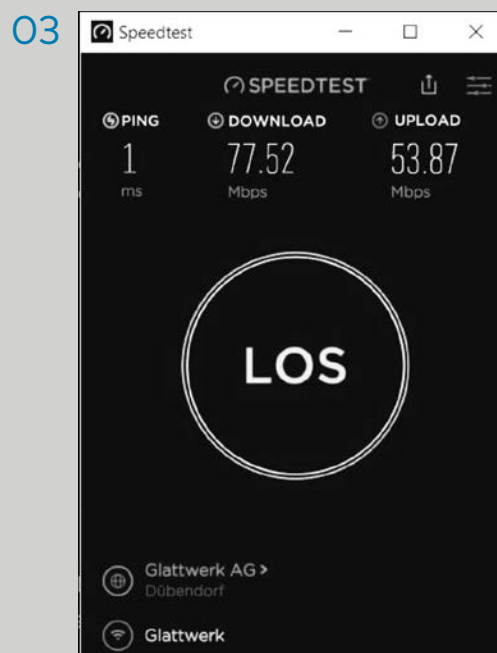 03
Speedtest
SPEEDTEST
PING DOWNLOAD UPLOAD
1 77.52 53.87
ms Mbps Mbps
LOS
Glattwerk AG >
Dübendorf
Glattwerk